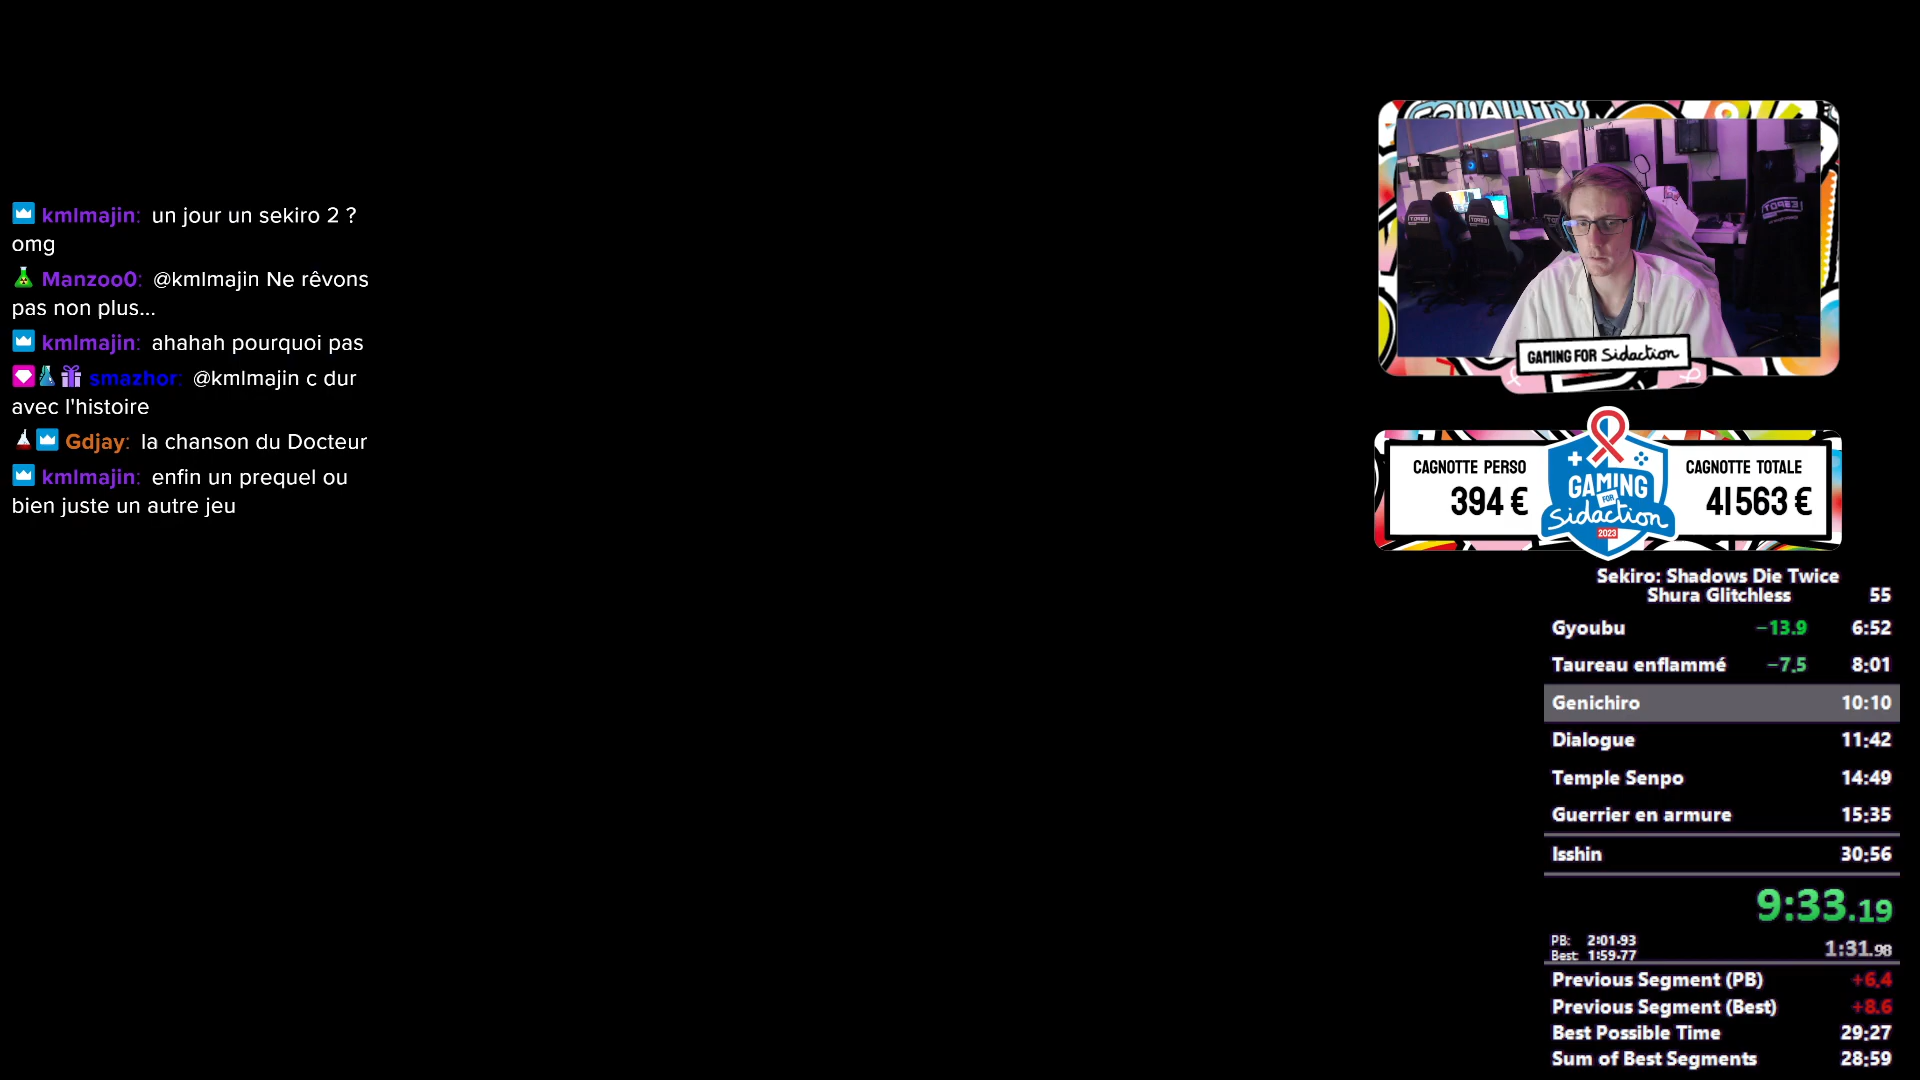 kmlmajin: un jour un sekiro 2 ?
omg
Manzoo0: @kmlmajin Ne rêvons
pas non plus...
kmlmajin: ahahah pourquoi pas
smazhor: @kmlmajin c dur
avec l'histoire
Gdjay: la chanson du Docteur
kmlmajin: enfin un prequel ou
bien juste un autre jeu
EQUALITY
GAMING FOR Sidaction
CAGNOTTE PERSO
394 €
GAMING
FOR
Sidaction
2023
CAGNOTTE TOTALE
41 563 €
Sekiro: Shadows Die Twice
Shura Glitchless 55
Gyoubu −13.9 6:52
Taureau enflammé −7.5 8:01
Genichiro 10:10
Dialogue 11:42
Temple Senpo 14:49
Guerrier en armure 15:35
Isshin 30:56
9:33.19
PB: 2:01.93
Best: 1:59.77
1:31.98
Previous Segment (PB) +6.4
Previous Segment (Best) +8.6
Best Possible Time 29:27
Sum of Best Segments 28:59